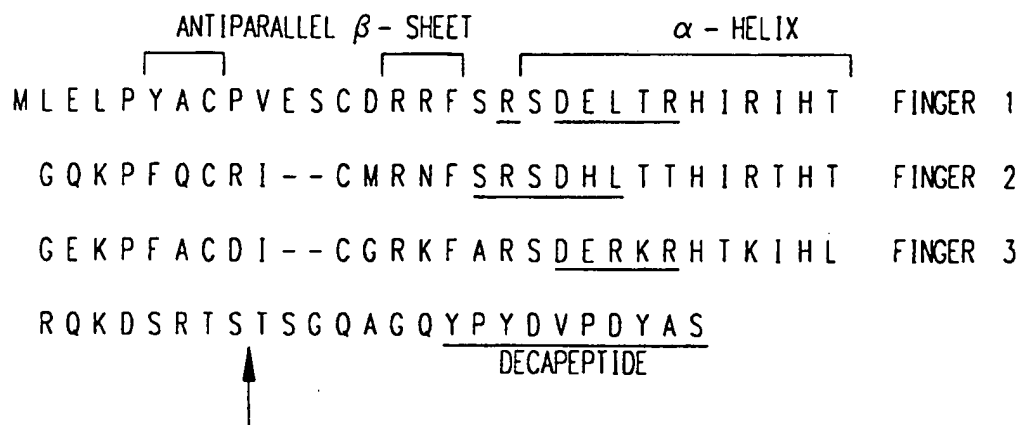 ANTIPARALLEL β - SHEET α - HELIX
M L E L P Y A C P V E S C D R R F S R S D E L T R H I R I H T FINGER 1
G Q K P F Q C R I - - C M R N F S R S D H L T T H I R T H T FINGER 2
G E K P F A C D I - - C G R K F A R S D E R K R H T K I H L FINGER 3
R Q K D S R T S T S G Q A G Q Y P Y D V P D Y A S
DECAPEPTIDE